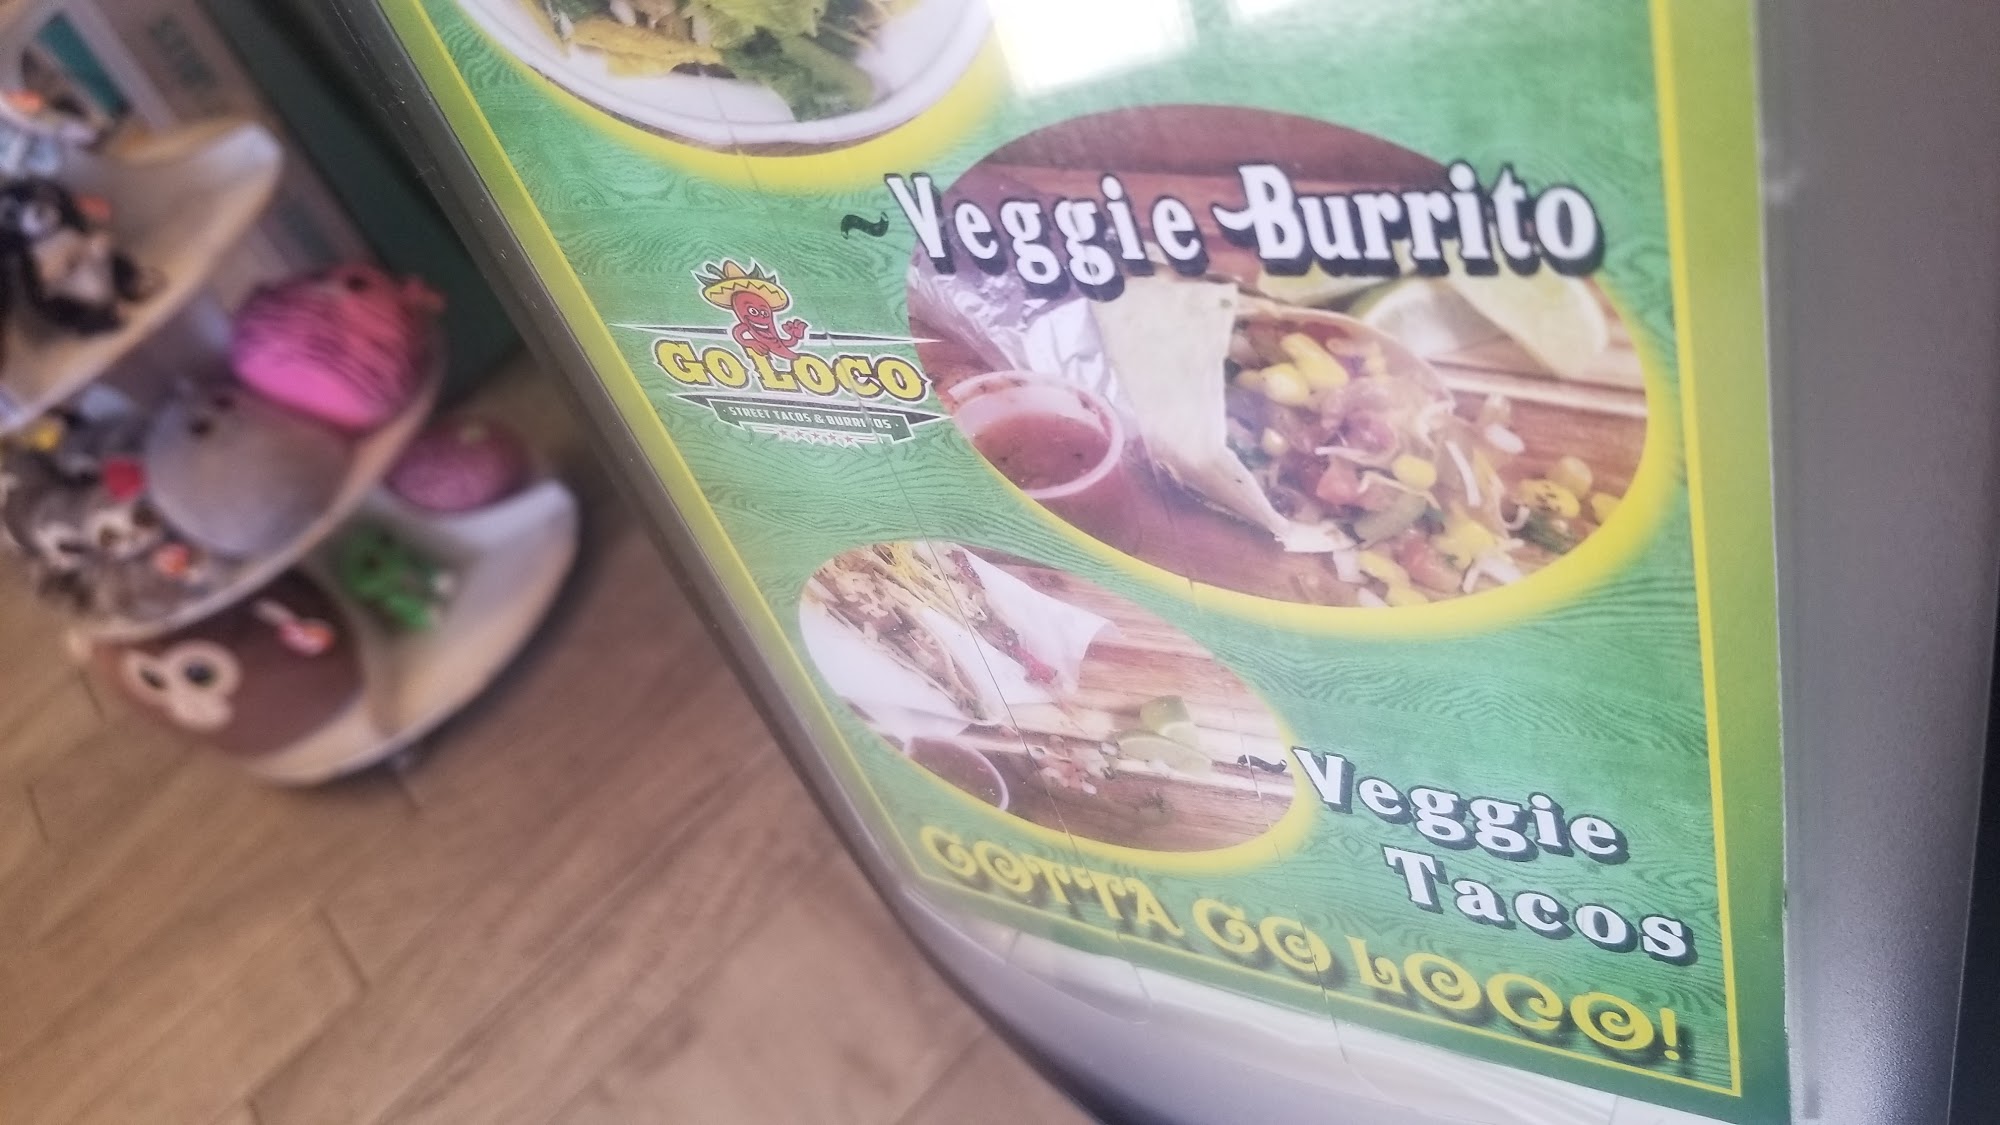 ~Veggie Burrito
GO LOCO
· STREET TACOS & BURRITOS ·
~Veggie
Tacos
GOTTA GO LOCO!